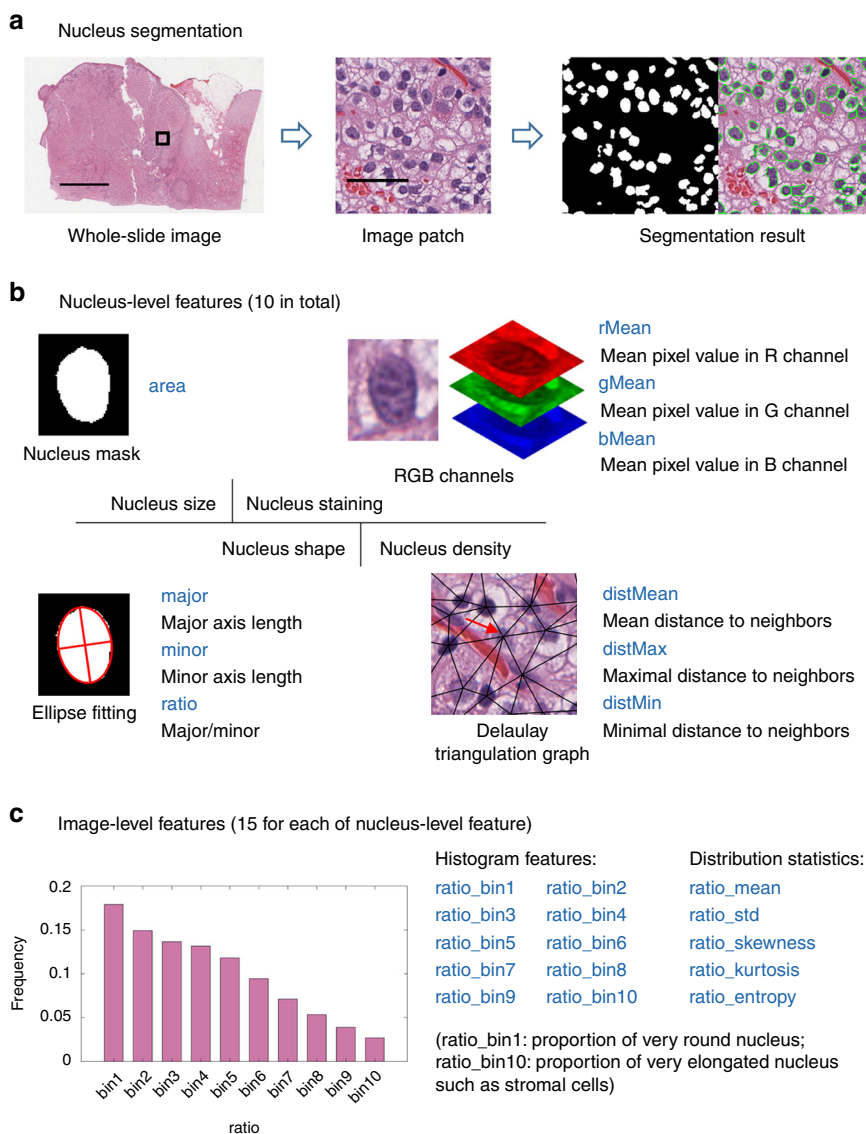 a
Nucleus segmentation
Whole-slide image
Image patch
Segmentation result
b
Nucleus-level features (10 in total)
Nucleus mask
area
RGB channels
rMean
Mean pixel value in R channel
gMean
Mean pixel value in G channel
bMean
Mean pixel value in B channel
Nucleus size
Nucleus staining
Nucleus shape
Nucleus density
Ellipse fitting
major
Major axis length
minor
Minor axis length
ratio
Major/minor
Delaulay
triangulation graph
distMean
Mean distance to neighbors
distMax
Maximal distance to neighbors
distMin
Minimal distance to neighbors
c
Image-level features (15 for each of nucleus-level feature)
Frequency
0.2
0.15
0.1
0.05
0
bin1
bin2
bin3
bin4
bin5
bin6
bin7
bin8
bin9
bin10
ratio
Histogram features:
ratio_bin1 ratio_bin2
ratio_bin3 ratio_bin4
ratio_bin5 ratio_bin6
ratio_bin7 ratio_bin8
ratio_bin9 ratio_bin10
Distribution statistics:
ratio_mean
ratio_std
ratio_skewness
ratio_kurtosis
ratio_entropy
(ratio_bin1: proportion of very round nucleus;
ratio_bin10: proportion of very elongated nucleus
such as stromal cells)